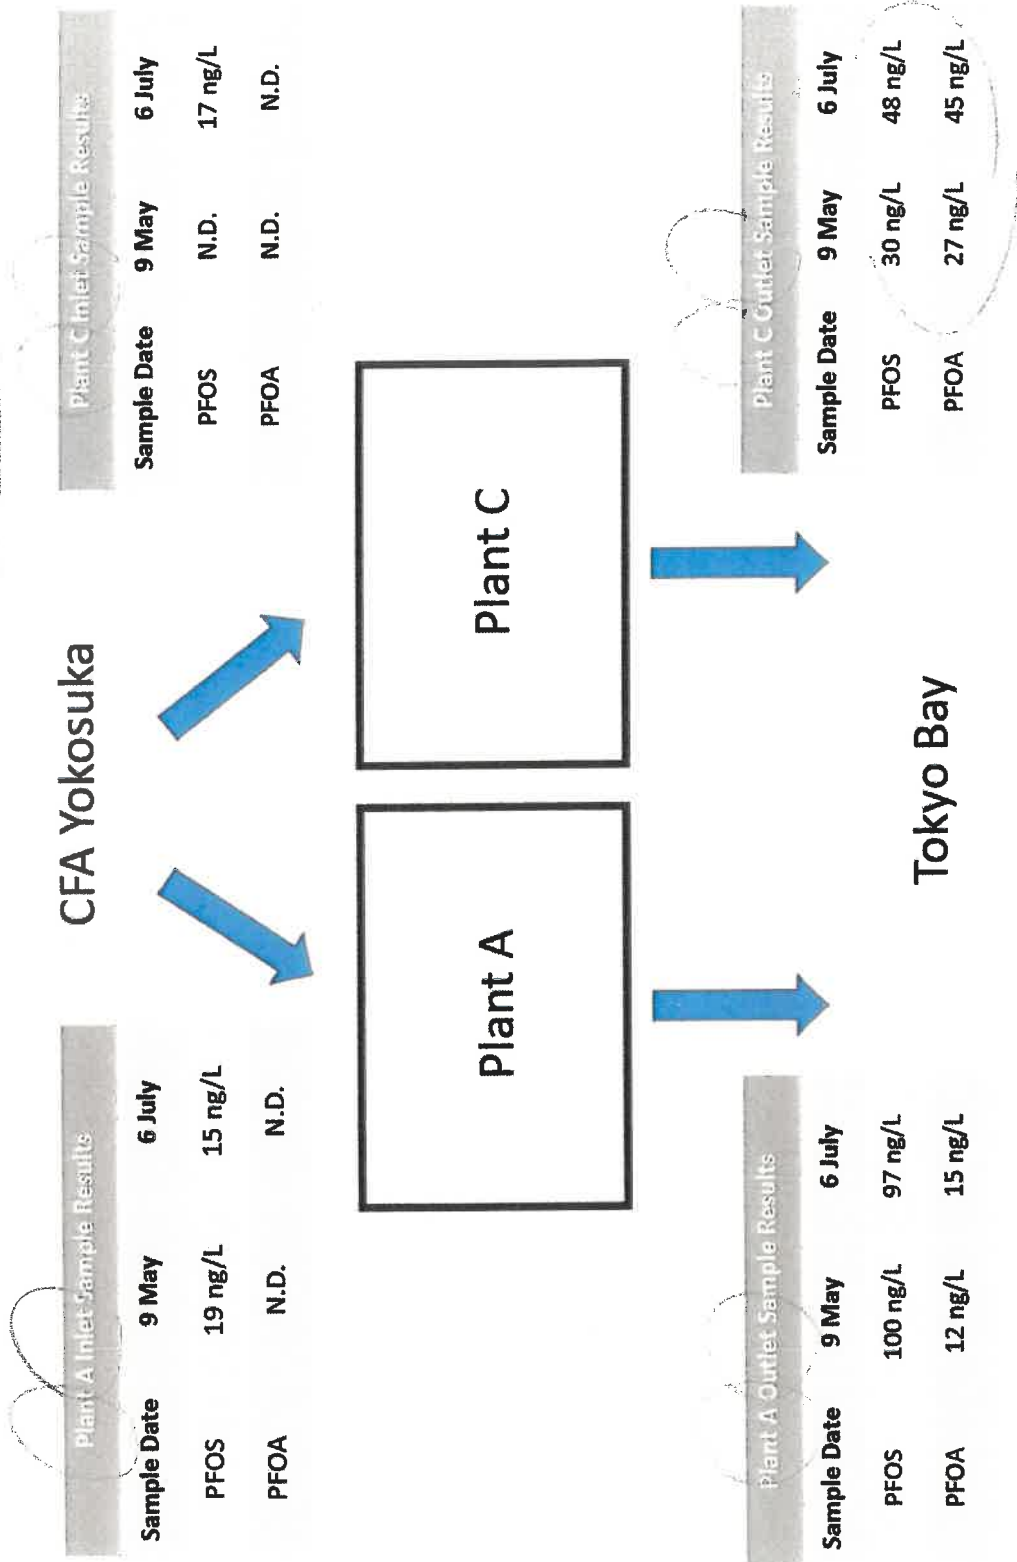 CFA Yokosuka
Plant A Inlet Sample Results
Sample Date 9 May 6 July
PFOS 19 ng/L 15 ng/L
PFOA N.D. N.D.
Plant C Inlet Sample Results
Sample Date 9 May 6 July
PFOS N.D. 17 ng/L
PFOA N.D. N.D.
Plant A
Plant C
Plant A Outlet Sample Results
Sample Date 9 May 6 July
PFOS 100 ng/L 97 ng/L
PFOA 12 ng/L 15 ng/L
Plant C Outlet Sample Results
Sample Date 9 May 6 July
PFOS 30 ng/L 48 ng/L
PFOA 27 ng/L 45 ng/L
Tokyo Bay